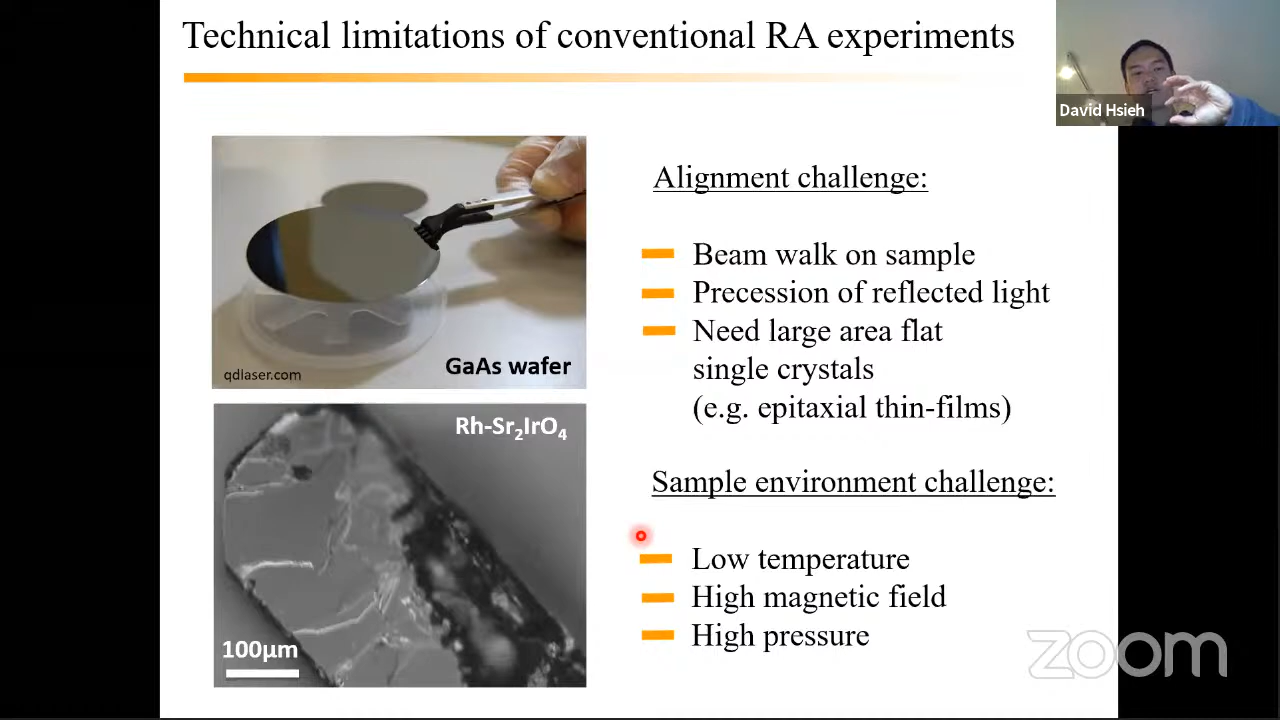 Technical limitations of conventional RA experiments
David Hsieh
GaAs wafer
qdlaser.com
Rh-Sr₂IrO₄
100μm
Alignment challenge:
Beam walk on sample
Precession of reflected light
Need large area flat
single crystals
(e.g. epitaxial thin-films)
Sample environment challenge:
Low temperature
High magnetic field
High pressure
zoom